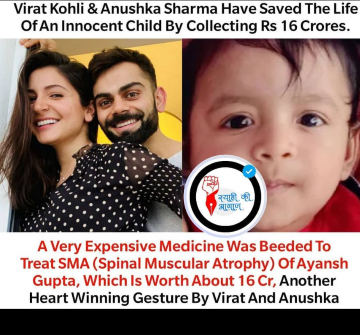 Virat Kohli & Anushka Sharma Have Saved The Life
Of An Innocent Child By Collecting Rs 16 Crores.
स्याही की
आगाज़
A Very Expensive Medicine Was Beeded To
Treat SMA (Spinal Muscular Atrophy) Of Ayansh
Gupta, Which Is Worth About 16 Cr, Another
Heart Winning Gesture By Virat And Anushka